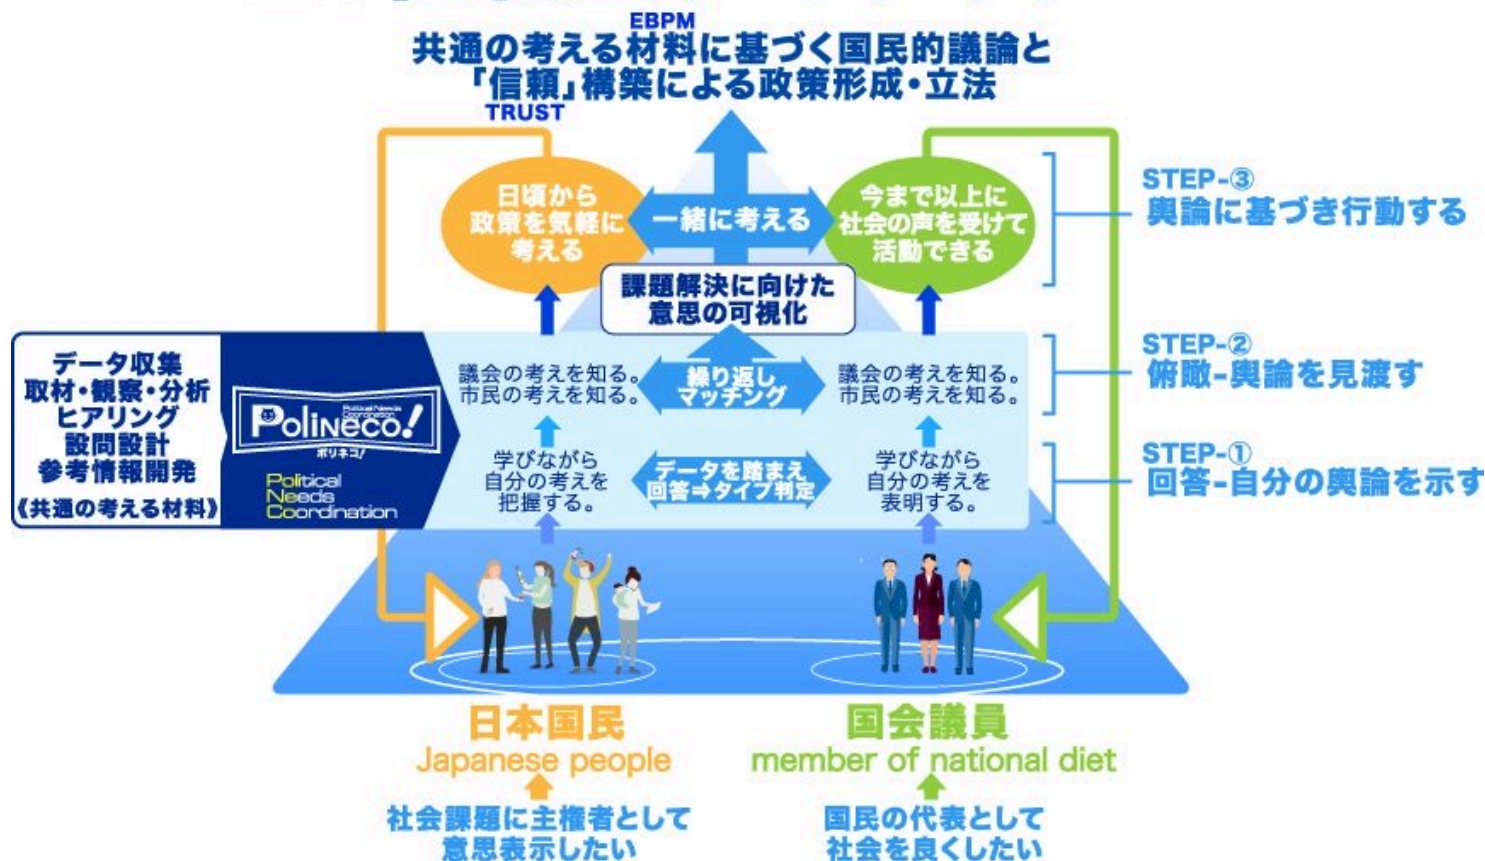 EBPM
共通の考える材料に基づく国民的議論と
「信頼」構築による政策形成・立法
TRUST
日頃から
政策を気軽に
考える
一緒に考える
今まで以上に
社会の声を受けて
活動できる
STEP-③
輿論に基づき行動する
課題解決に向けた
意思の可視化
データ収集
取材・観察・分析
ヒアリング
設問設計
参考情報開発
《共通の考える材料》
Political Needs
Coordination
PoliNeco!
ポリネコ!
Political
Needs
Coordination
議会の考えを知る。
市民の考えを知る。
繰り返し
マッチング
議会の考えを知る。
市民の考えを知る。
STEP-②
俯瞰-輿論を見渡す
学びながら
自分の考えを
把握する。
データを踏まえ
回答⇒タイプ判定
学びながら
自分の考えを
表明する。
STEP-①
回答-自分の輿論を示す
日本国民
Japanese people
社会課題に主権者として
意思表示したい
国会議員
member of national diet
国民の代表として
社会を良くしたい